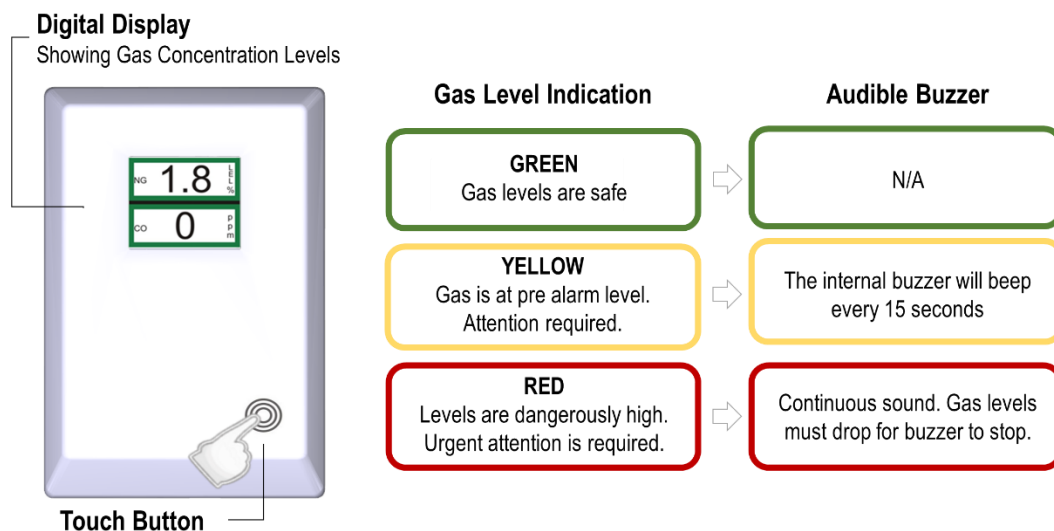 Digital Display
Showing Gas Concentration Levels
NG 1.8 LEL%
CO 0 ppm
Touch Button
Gas Level Indication
Audible Buzzer
GREEN
Gas levels are safe
N/A
YELLOW
Gas is at pre alarm level.
Attention required.
The internal buzzer will beep
every 15 seconds
RED
Levels are dangerously high.
Urgent attention is required.
Continuous sound. Gas levels
must drop for buzzer to stop.